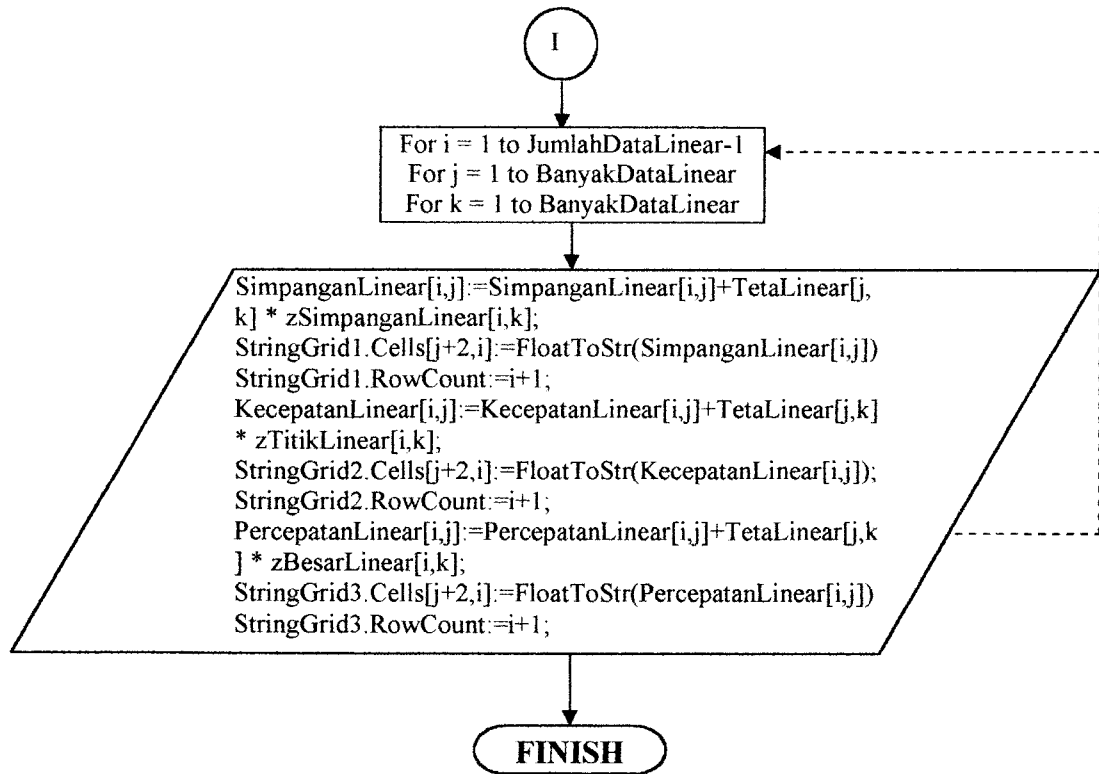 I
For i = 1 to JumlahDataLinear-1
For j = 1 to BanyakDataLinear
For k = 1 to BanyakDataLinear
SimpanganLinear[i,j]:=SimpanganLinear[i,j]+TetaLinear[j,
k] * zSimpanganLinear[i,k];
StringGrid1.Cells[j+2,i]:=FloatToStr(SimpanganLinear[i,j])
StringGrid1.RowCount:=i+1;
KecepatanLinear[i,j]:=KecepatanLinear[i,j]+TetaLinear[j,k]
* zTitikLinear[i,k];
StringGrid2.Cells[j+2,i]:=FloatToStr(KecepatanLinear[i,j]);
StringGrid2.RowCount:=i+1;
PercepatanLinear[i,j]:=PercepatanLinear[i,j]+TetaLinear[j,k
] * zBesarLinear[i,k];
StringGrid3.Cells[j+2,i]:=FloatToStr(PercepatanLinear[i,j])
StringGrid3.RowCount:=i+1;
FINISH